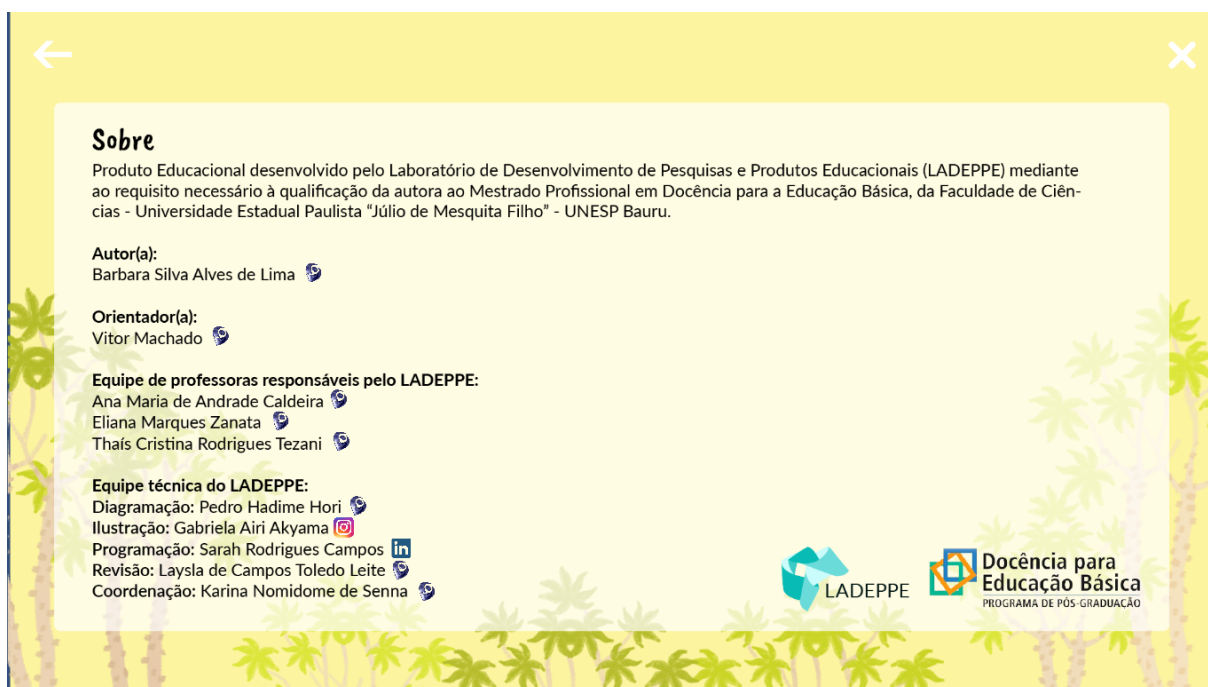 Sobre
Produto Educacional desenvolvido pelo Laboratório de Desenvolvimento de Pesquisas e Produtos Educacionais (LADEPPE) mediante
ao requisito necessário à qualificação da autora ao Mestrado Profissional em Docência para a Educação Básica, da Faculdade de Ciên-
cias - Universidade Estadual Paulista “Júlio de Mesquita Filho” - UNESP Bauru.
Autor(a):
Barbara Silva Alves de Lima
Orientador(a):
Vitor Machado
Equipe de professoras responsáveis pelo LADEPPE:
Ana Maria de Andrade Caldeira
Eliana Marques Zanata
Thaís Cristina Rodrigues Tezani
Equipe técnica do LADEPPE:
Diagramação: Pedro Hadime Hori
Ilustração: Gabriela Airi Akyama
Programação: Sarah Rodrigues Campos in
Revisão: Laysla de Campos Toledo Leite
Coordenação: Karina Nomidome de Senna
LADEPPE
Docência para
Educação Básica
PROGRAMA DE PÓS-GRADUAÇÃO